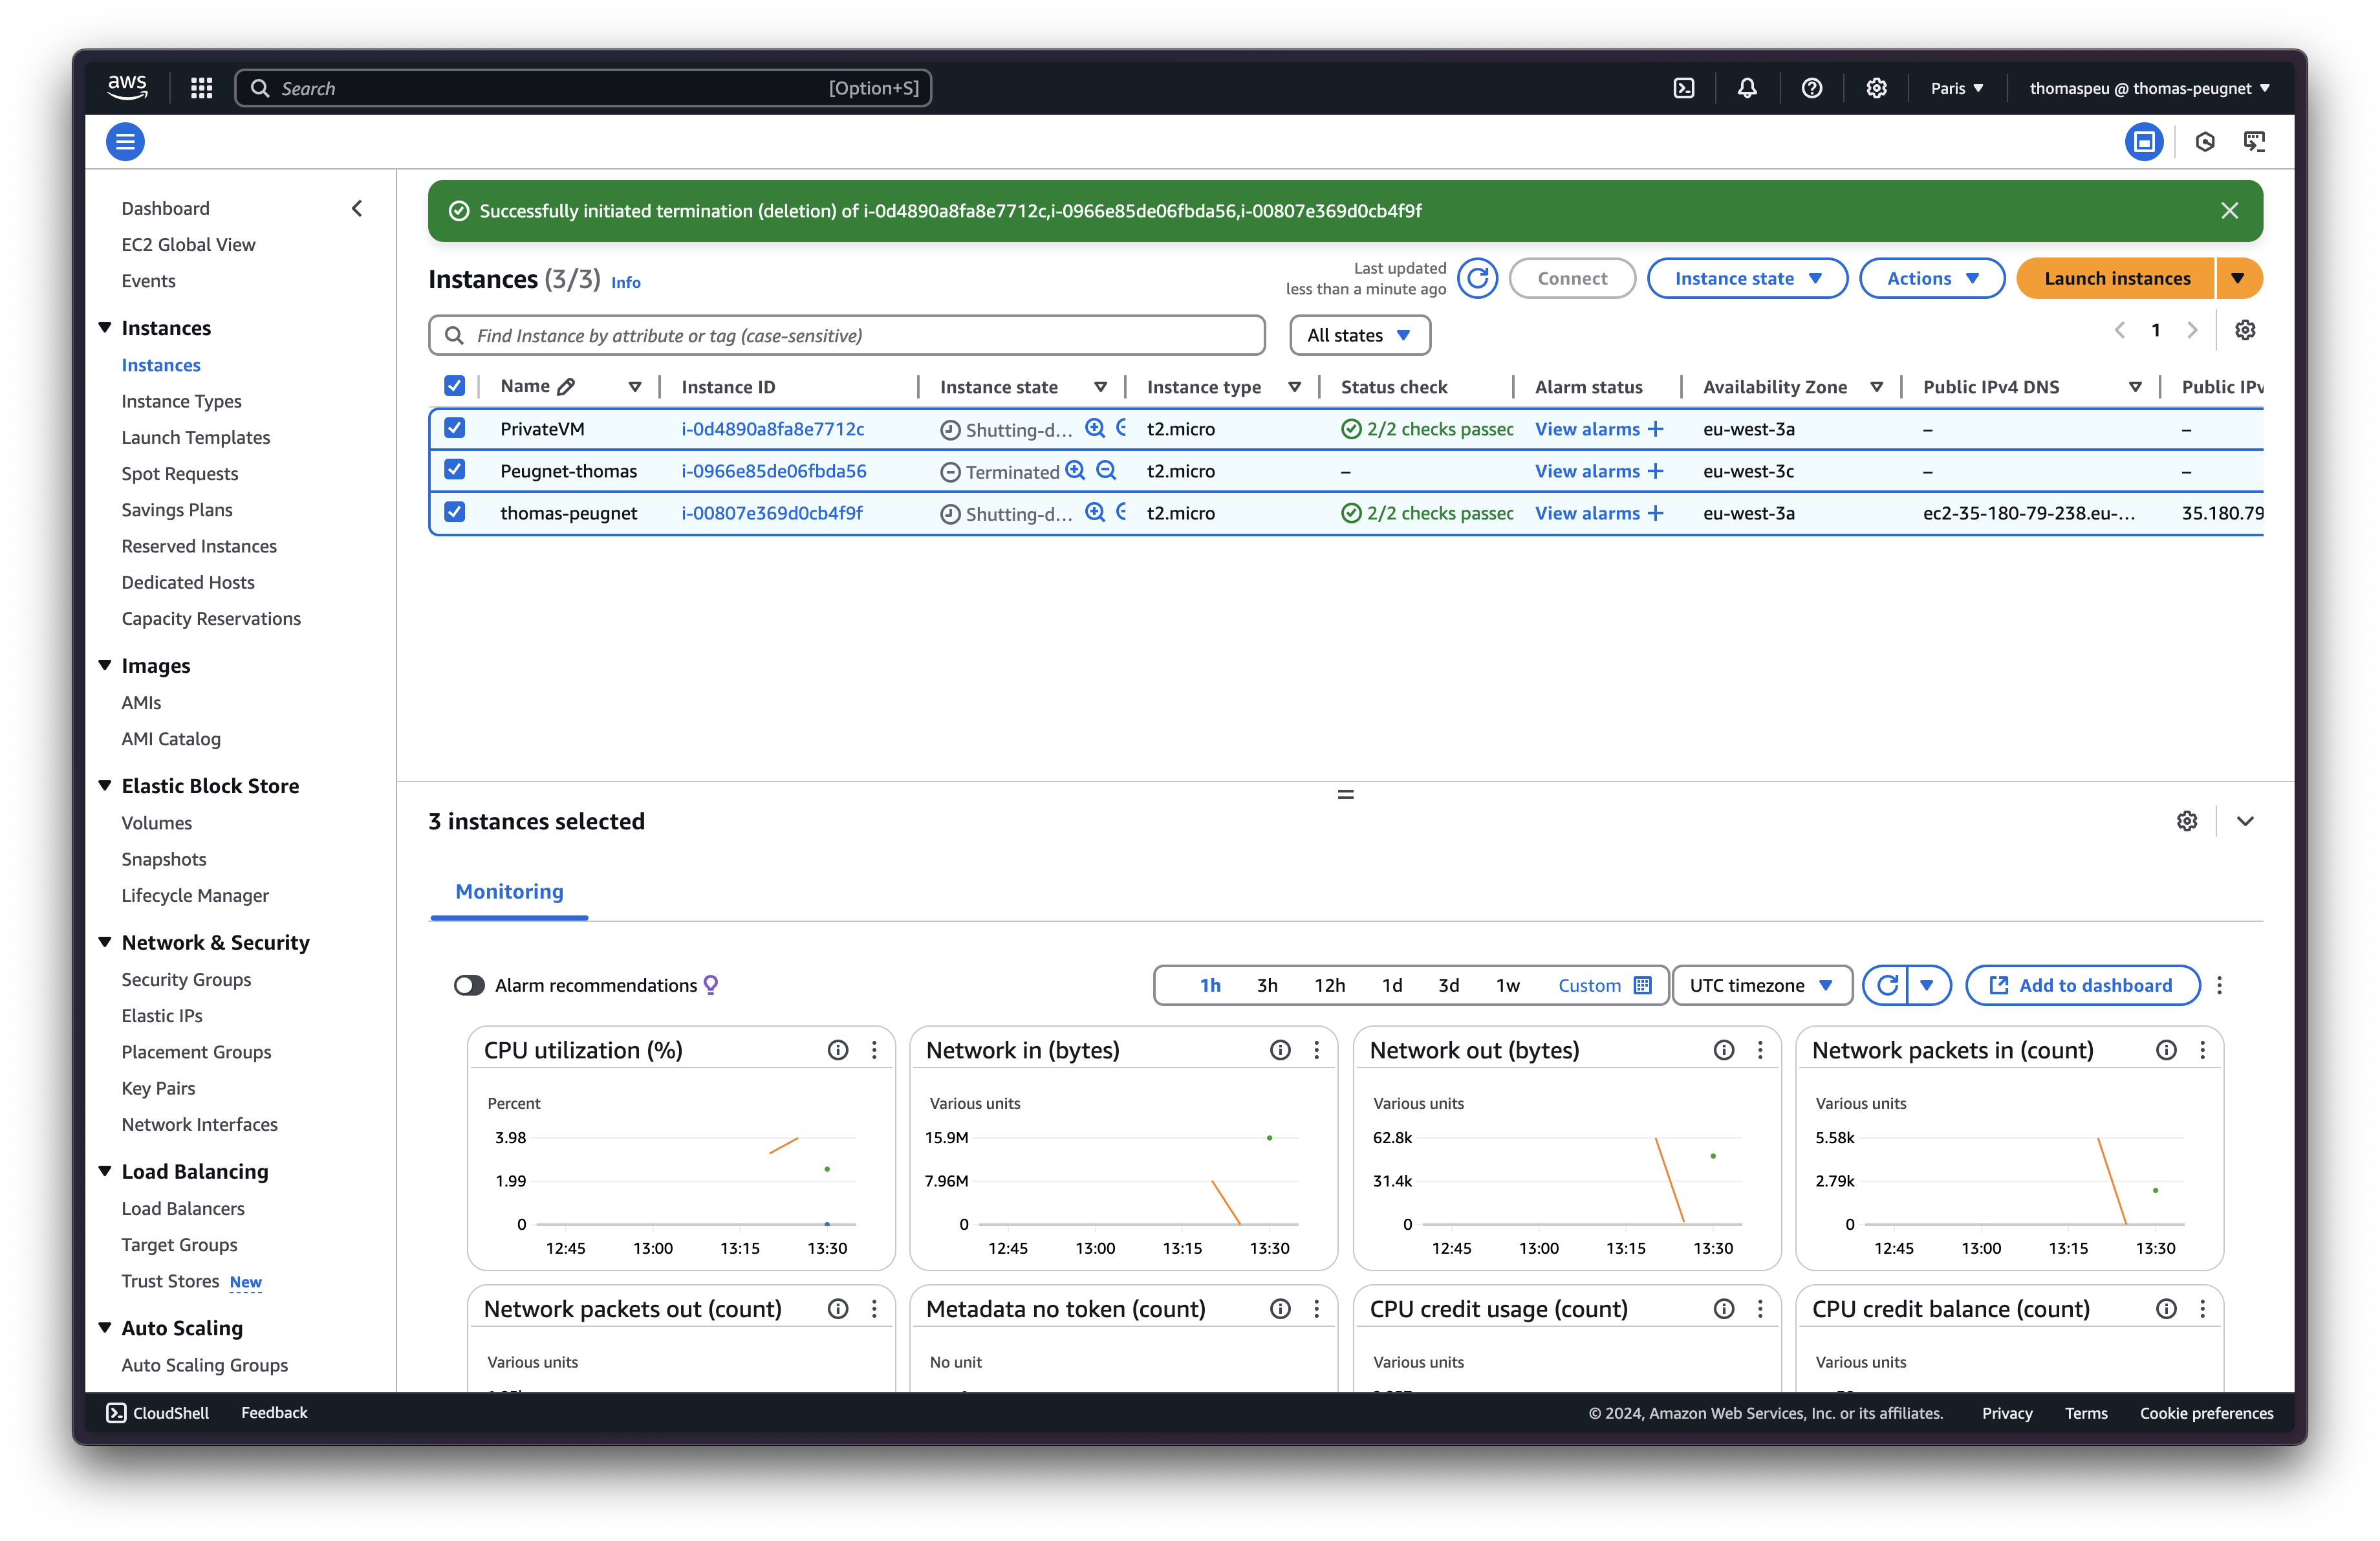 aws
Search [Option+S]
Paris
thomaspeu @ thomas-peugnet
Dashboard
EC2 Global View
Events
Instances
Instances
Instance Types
Launch Templates
Spot Requests
Savings Plans
Reserved Instances
Dedicated Hosts
Capacity Reservations
Images
AMIs
AMI Catalog
Elastic Block Store
Volumes
Snapshots
Lifecycle Manager
Network & Security
Security Groups
Elastic IPs
Placement Groups
Key Pairs
Network Interfaces
Load Balancing
Load Balancers
Target Groups
Trust Stores New
Auto Scaling
Auto Scaling Groups
Successfully initiated termination (deletion) of i-0d4890a8fa8e7712c,i-0966e85de06fbda56,i-00807e369d0cb4f9f
Instances (3/3) Info
Last updated
less than a minute ago
Connect
Instance state
Actions
Launch instances
Find Instance by attribute or tag (case-sensitive)
All states
1
Name Instance ID Instance state Instance type Status check Alarm status Availability Zone Public IPv4 DNS Public IPv
PrivateVM i-0d4890a8fa8e7712c Shutting-d... t2.micro 2/2 checks passec View alarms + eu-west-3a – –
Peugnet-thomas i-0966e85de06fbda56 Terminated t2.micro – View alarms + eu-west-3c – –
thomas-peugnet i-00807e369d0cb4f9f Shutting-d... t2.micro 2/2 checks passec View alarms + eu-west-3a ec2-35-180-79-238.eu-... 35.180.79
3 instances selected
Monitoring
Alarm recommendations
1h 3h 12h 1d 3d 1w Custom
UTC timezone
Add to dashboard
CPU utilization (%)
Percent
3.98
1.99
0
12:45 13:00 13:15 13:30
Network in (bytes)
Various units
15.9M
7.96M
0
12:45 13:00 13:15 13:30
Network out (bytes)
Various units
62.8k
31.4k
0
12:45 13:00 13:15 13:30
Network packets in (count)
Various units
5.58k
2.79k
0
12:45 13:00 13:15 13:30
Network packets out (count)
Various units
Metadata no token (count)
No unit
CPU credit usage (count)
Various units
CPU credit balance (count)
Various units
CloudShell Feedback
© 2024, Amazon Web Services, Inc. or its affiliates. Privacy Terms Cookie preferences